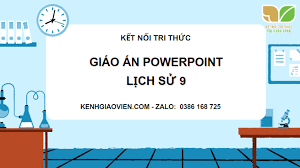 KẾT NỐI TRI THỨC
GIÁO ÁN POWERPOINT
LỊCH SỬ 9
KENHGIAOVIEN.COM - ZALO: 0386 168 725